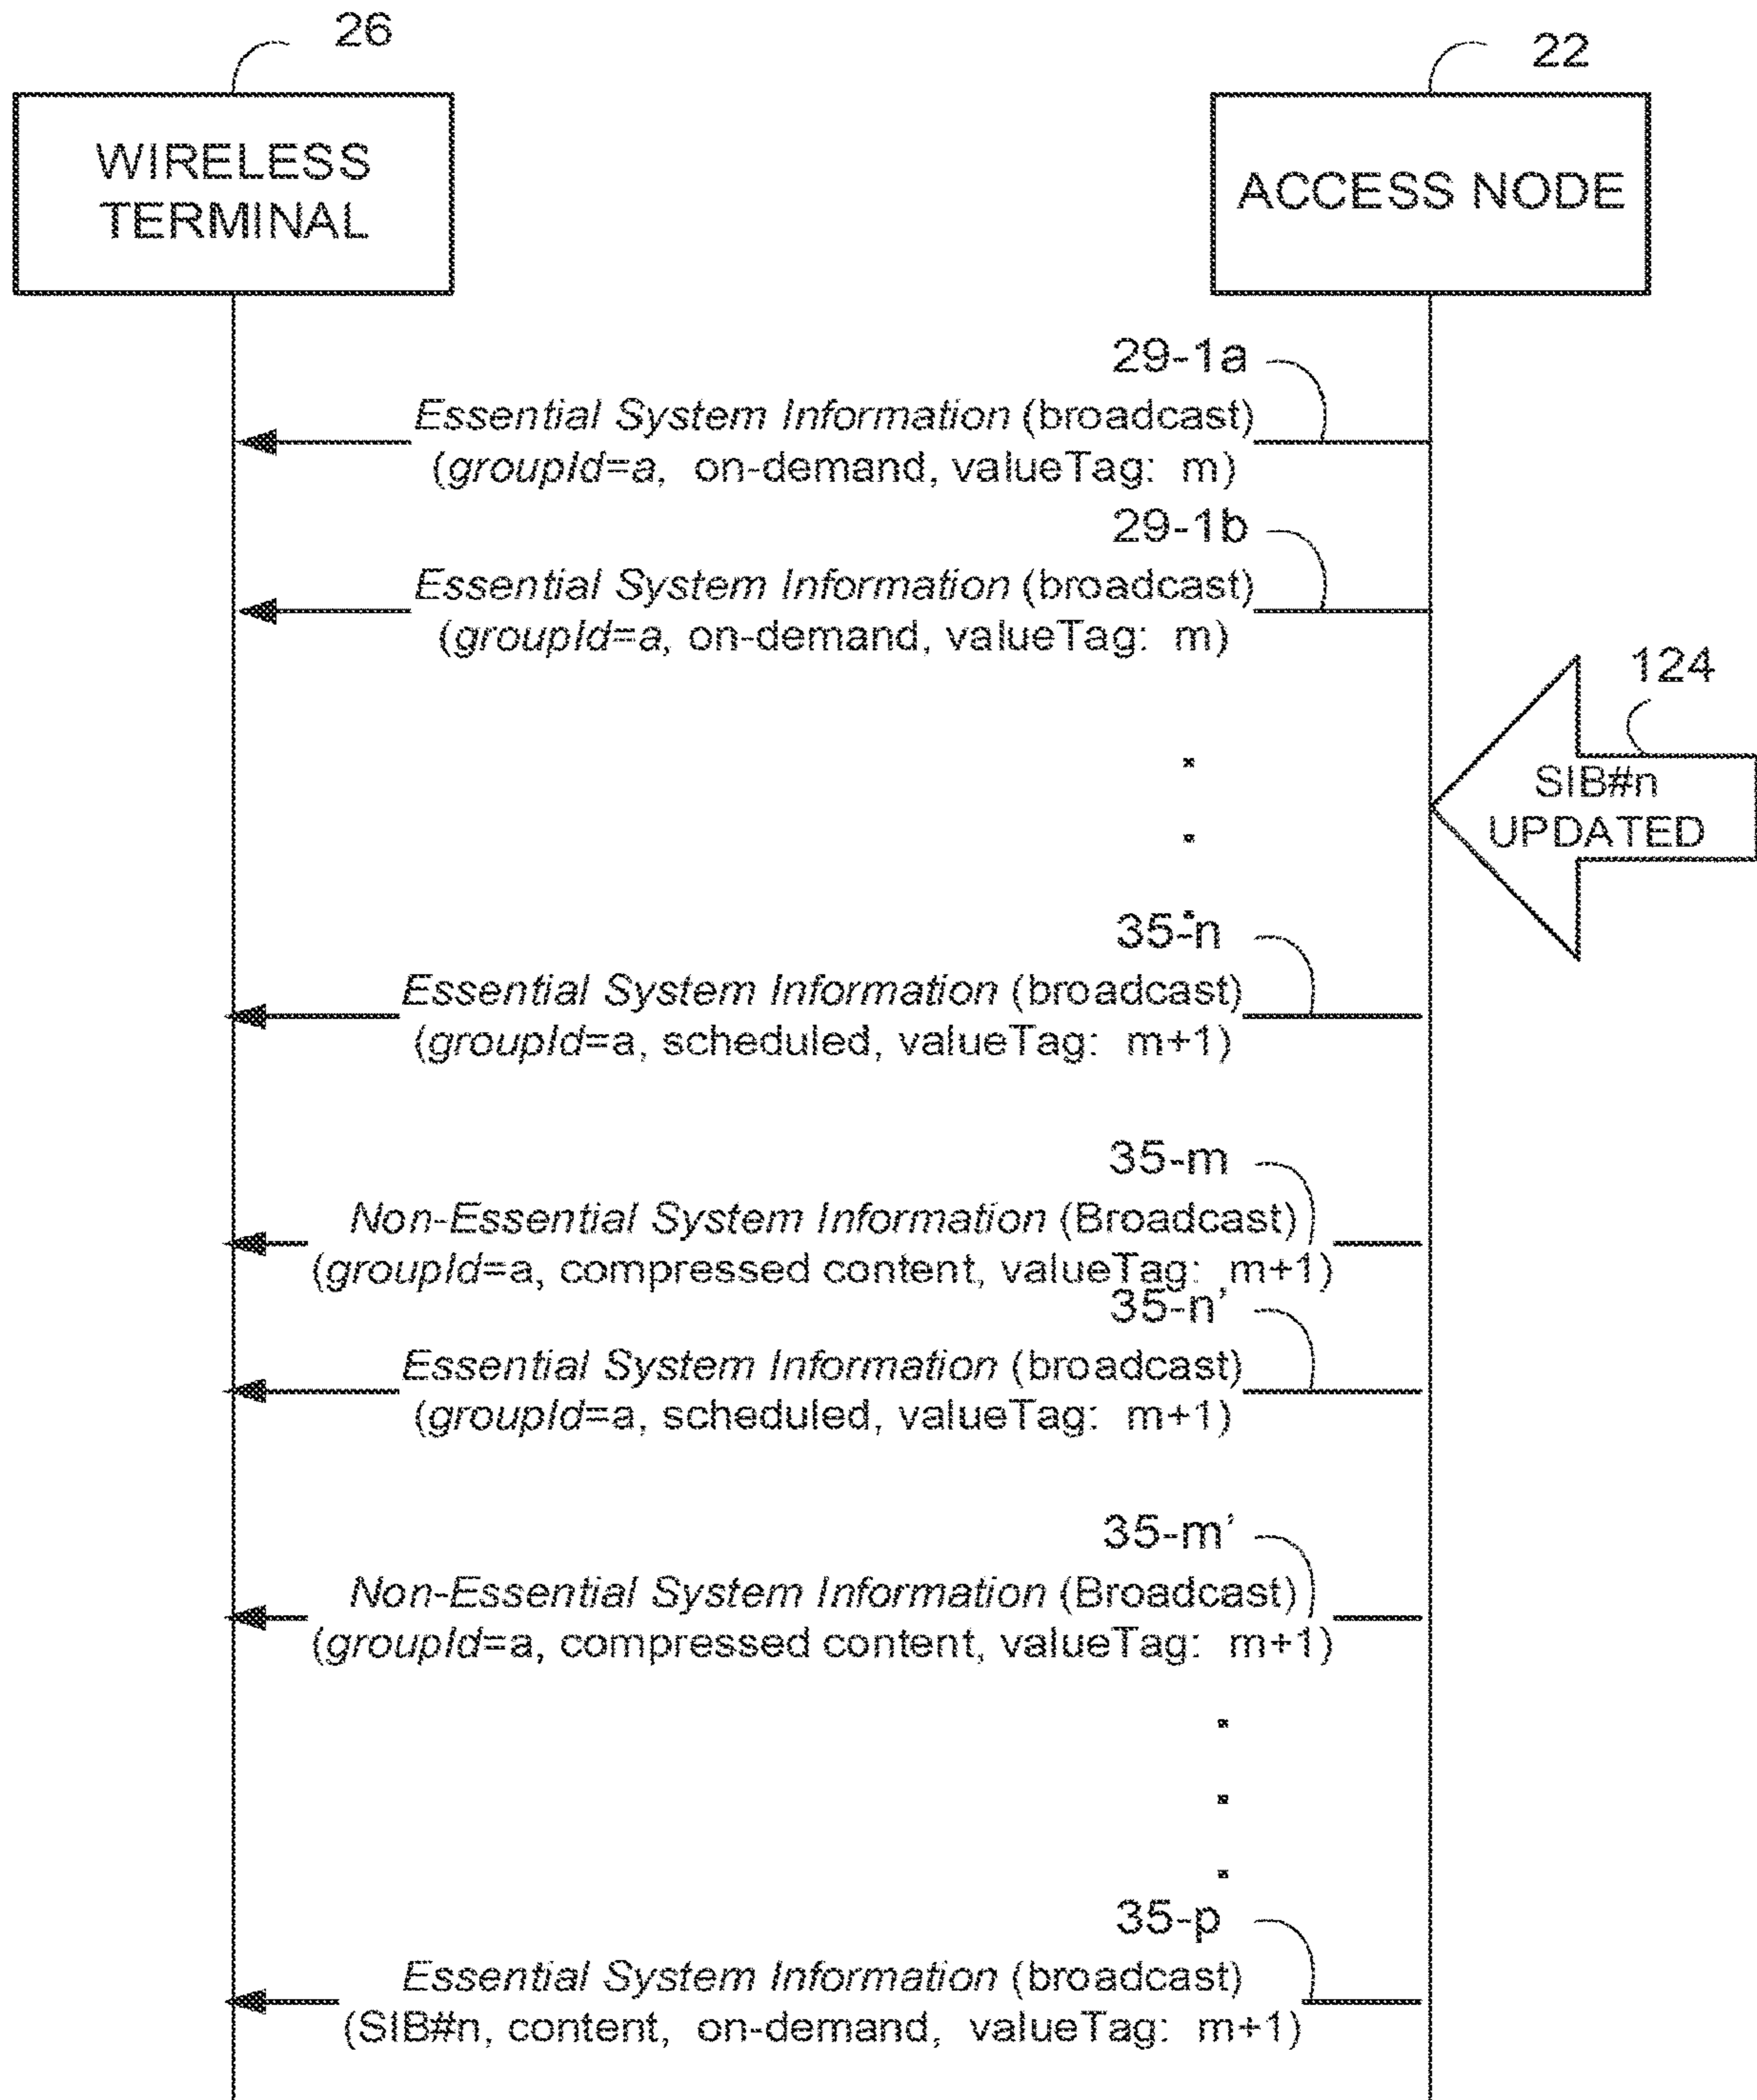 26
22
WIRELESS
TERMINAL
ACCESS NODE
29-1a
Essential System Information (broadcast)
(groupId=a, on-demand, valueTag: m)
29-1b
Essential System Information (broadcast)
(groupId=a, on-demand, valueTag: m)
124
SIB#n
UPDATED
35-n
Essential System Information (broadcast)
(groupId=a, scheduled, valueTag: m+1)
35-m
Non-Essential System Information (Broadcast)
(groupId=a, compressed content, valueTag: m+1)
35-n'
Essential System Information (broadcast)
(groupId=a, scheduled, valueTag: m+1)
35-m'
Non-Essential System Information (Broadcast)
(groupId=a, compressed content, valueTag: m+1)
35-p
Essential System Information (broadcast)
(SIB#n, content, on-demand, valueTag: m+1)